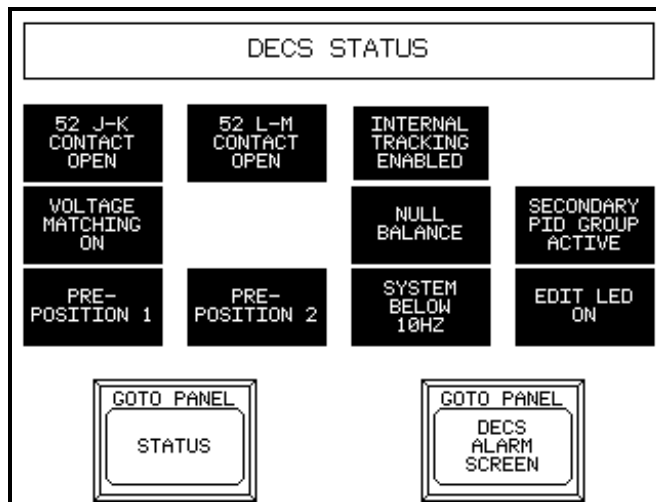 DECS STATUS
52 J-K
CONTACT
OPEN
52 L-M
CONTACT
OPEN
INTERNAL
TRACKING
ENABLED
VOLTAGE
MATCHING
ON
NULL
BALANCE
SECONDARY
PID GROUP
ACTIVE
PRE-
POSITION 1
PRE-
POSITION 2
SYSTEM
BELOW
10HZ
EDIT LED
ON
GOTO PANEL
STATUS
GOTO PANEL
DECS
ALARM
SCREEN